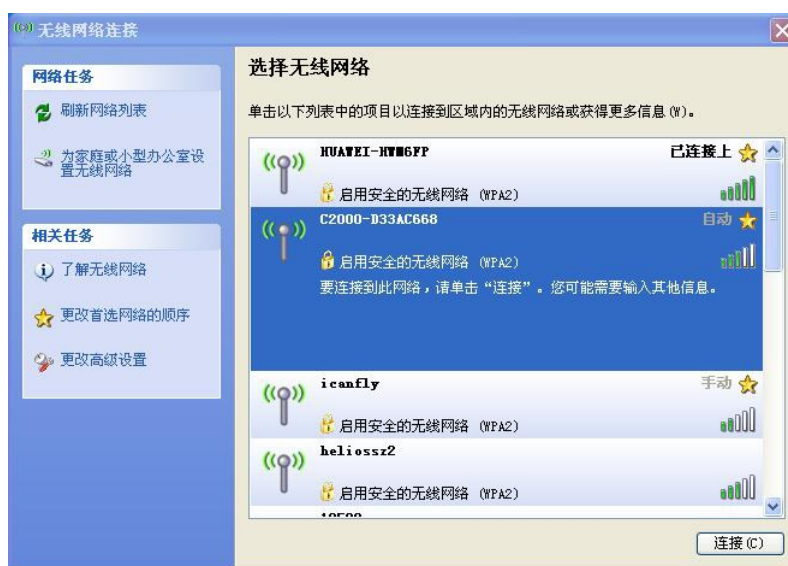 无线网络连接
网络任务
刷新网络列表
为家庭或小型办公室设
置无线网络
相关任务
了解无线网络
更改首选网络的顺序
更改高级设置
选择无线网络
单击以下列表中的项目以连接到区域内的无线网络或获得更多信息(W)。
HUAWEI-HWM6FP 已连接上
启用安全的无线网络 (WPA2)
C2000-D33AC668 自动
启用安全的无线网络 (WPA2)
要连接到此网络，请单击“连接”。您可能需要输入其他信息。
icanfly 手动
启用安全的无线网络 (WPA2)
heliossz2
启用安全的无线网络 (WPA2)
连接(C)